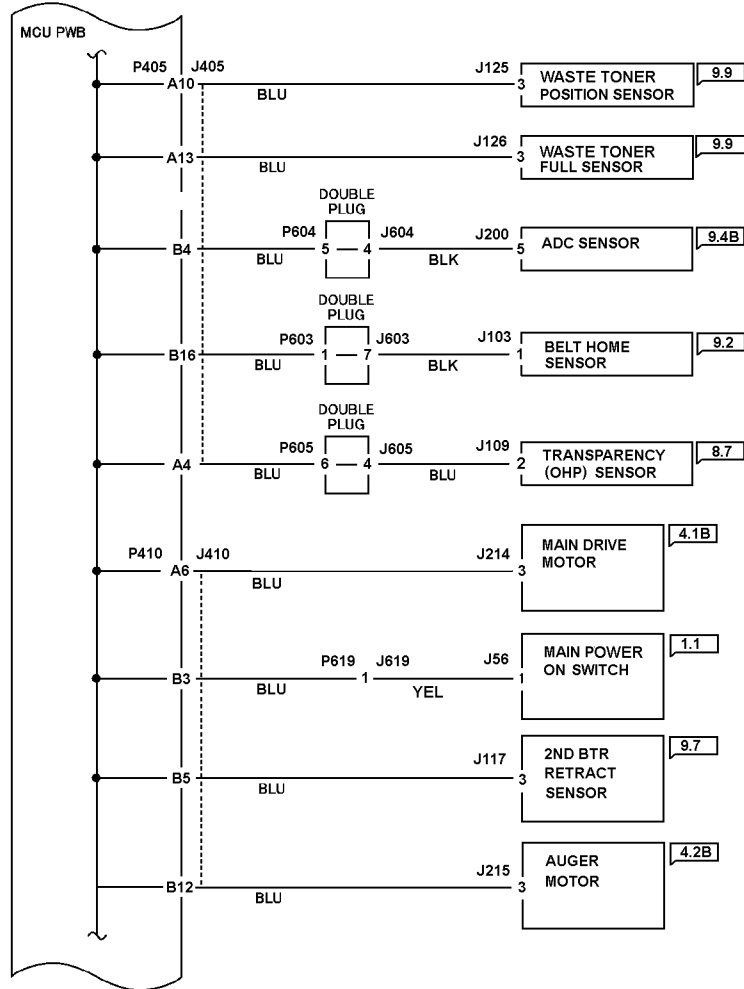 MCU PWB
P405 J405 J125
A10 BLU 3 WASTE TONER 9.9
POSITION SENSOR
J126
A13 BLU 3 WASTE TONER 9.9
FULL SENSOR
DOUBLE
PLUG
P604 J604 J200
B4 BLU 5 4 BLK 5 ADC SENSOR 9.4B
DOUBLE
PLUG
P603 J603 J103
B16 BLU 1 7 BLK 1 BELT HOME 9.2
SENSOR
DOUBLE
PLUG
P605 J605 J109
A4 BLU 6 4 BLU 2 TRANSPARENCY 8.7
(OHP) SENSOR
P410 J410 J214
A6 BLU 3 MAIN DRIVE 4.1B
MOTOR
P619 J619 J56
B3 BLU 1 YEL 1 MAIN POWER 1.1
ON SWITCH
J117
B5 BLU 3 2ND BTR 9.7
RETRACT
SENSOR
J215
B12 BLU 3 AUGER 4.2B
MOTOR